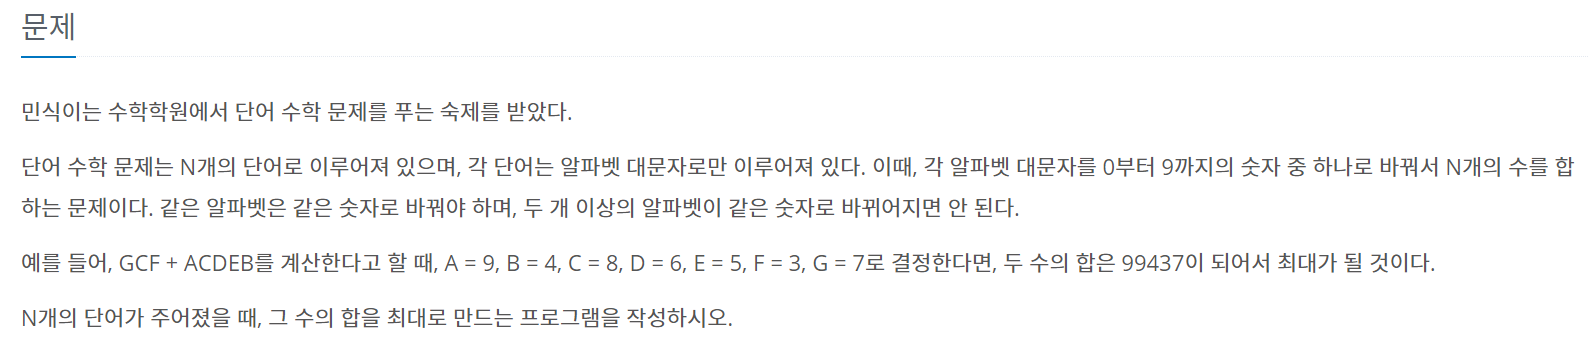 문제
민식이는 수학학원에서 단어 수학 문제를 푸는 숙제를 받았다.
단어 수학 문제는 N개의 단어로 이루어져 있으며, 각 단어는 알파벳 대문자로만 이루어져 있다. 이때, 각 알파벳 대문자를 0부터 9까지의 숫자 중 하나로 바꿔서 N개의 수를 합
하는 문제이다. 같은 알파벳은 같은 숫자로 바꿔야 하며, 두 개 이상의 알파벳이 같은 숫자로 바뀌어지면 안 된다.
예를 들어, GCF + ACDEB를 계산한다고 할 때, A = 9, B = 4, C = 8, D = 6, E = 5, F = 3, G = 7로 결정한다면, 두 수의 합은 99437이 되어서 최대가 될 것이다.
N개의 단어가 주어졌을 때, 그 수의 합을 최대로 만드는 프로그램을 작성하시오.